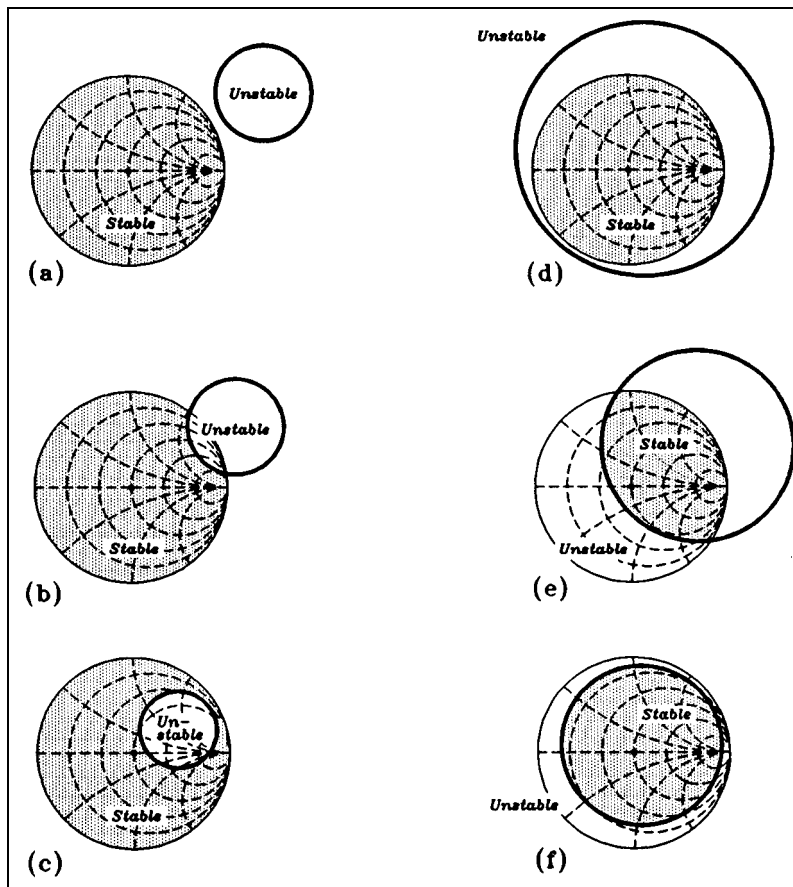 Unstable
Stable
(a)
Unstable
Stable
(d)
Unstable
Stable
(b)
Stable
Unstable
(e)
Un-
stable
Stable
(c)
Stable
Unstable
(f)